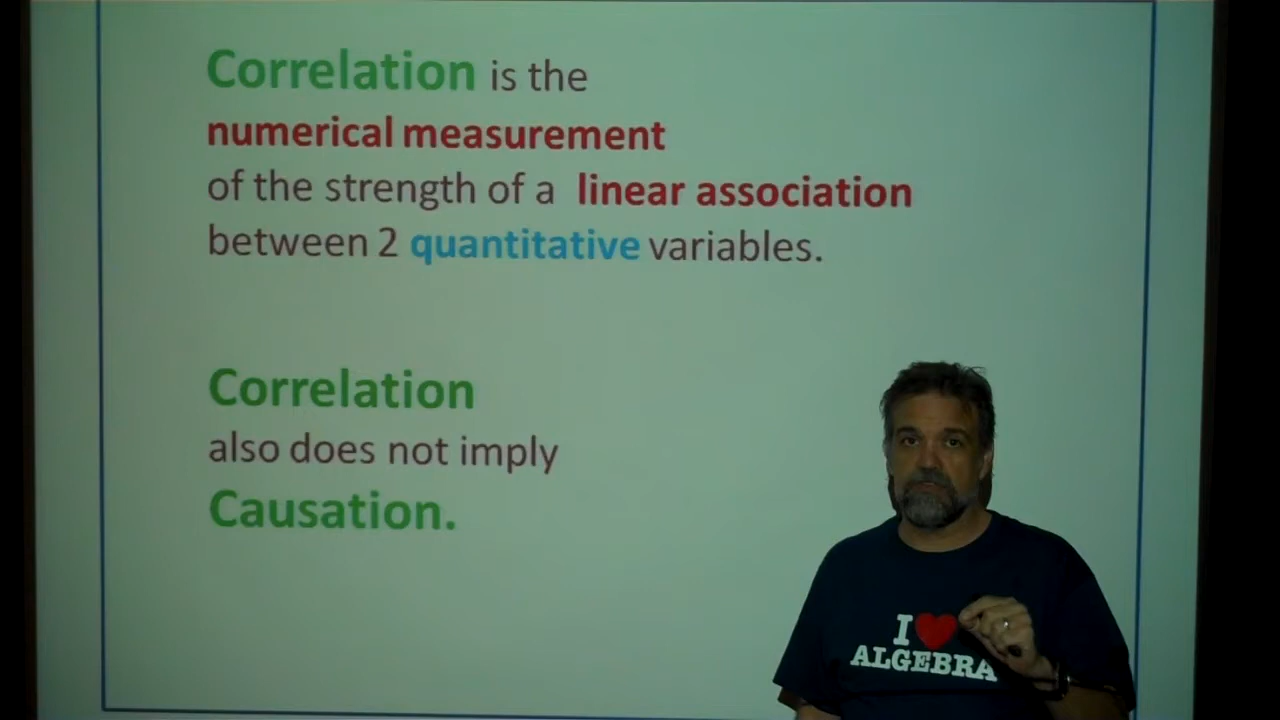 Correlation is the
numerical measurement
of the strength of a linear association
between 2 quantitative variables.
Correlation
also does not imply
Causation.
I ❤
ALGEBRA